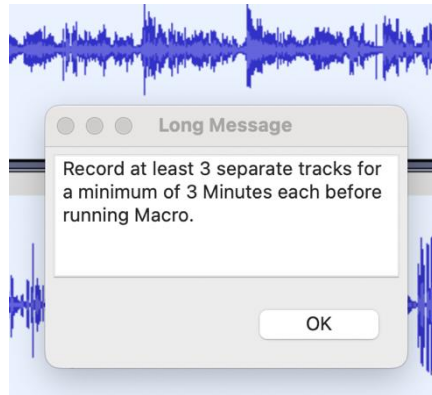 Long Message
Record at least 3 separate tracks for
a minimum of 3 Minutes each before
running Macro.
OK